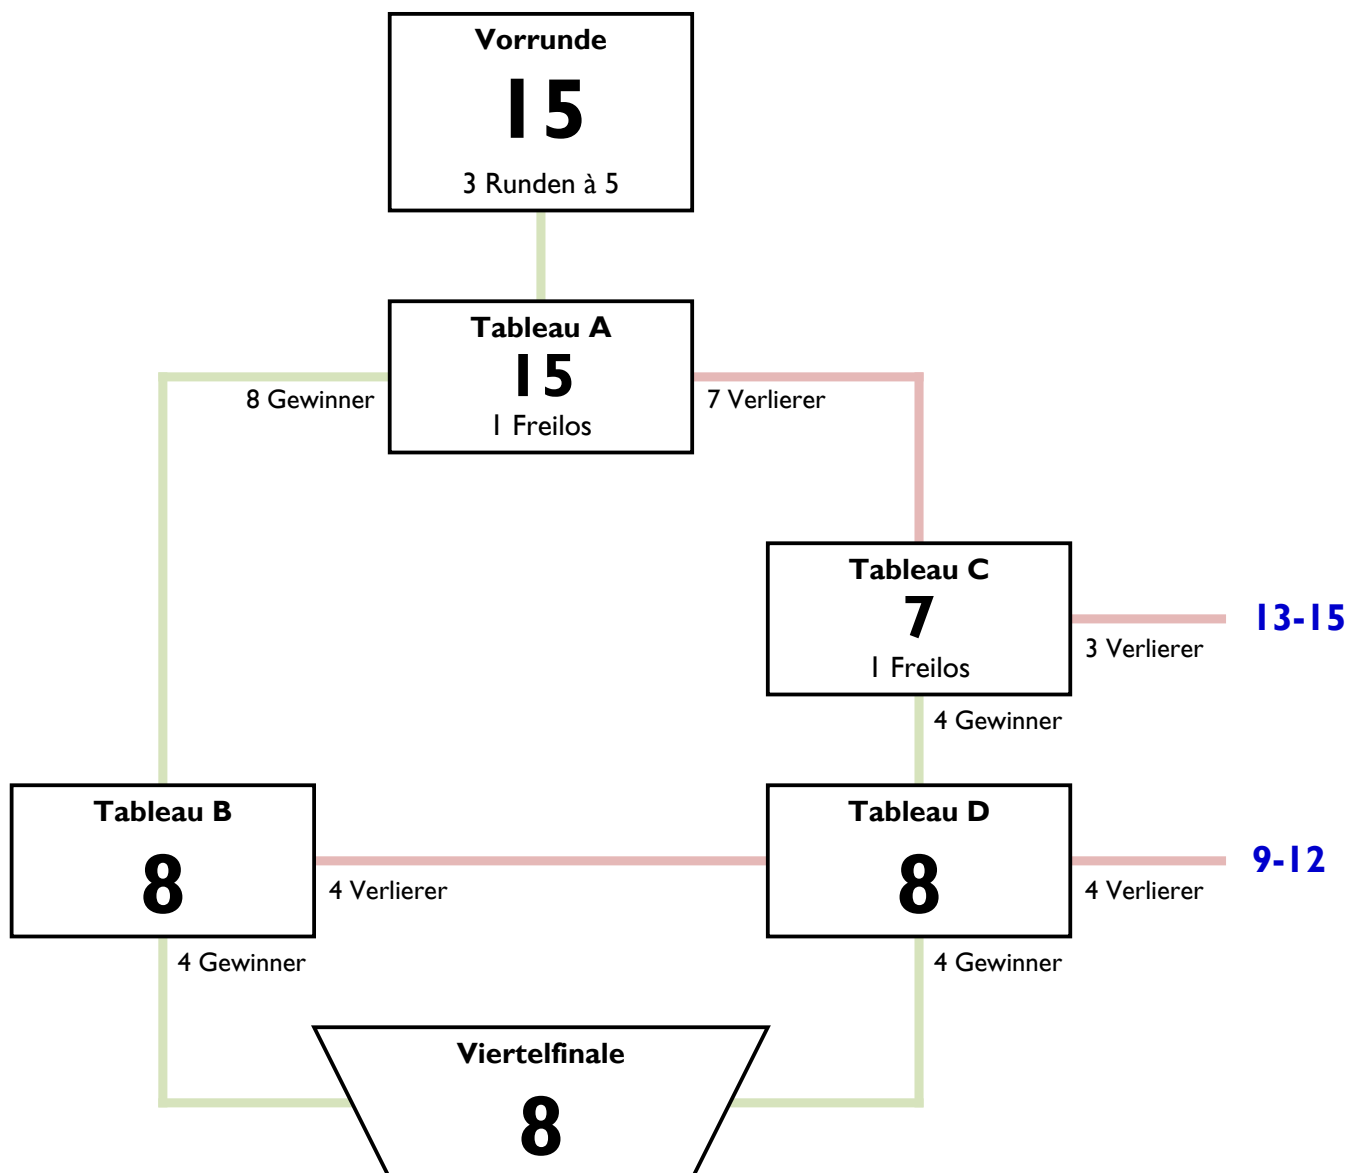 Vorrunde
15
3 Runden à 5
Tableau A
15
1 Freilos
8 Gewinner
7 Verlierer
Tableau C
7
1 Freilos
13-15
3 Verlierer
4 Gewinner
Tableau B
8
4 Verlierer
Tableau D
8
9-12
4 Verlierer
4 Gewinner
4 Gewinner
Viertelfinale
8